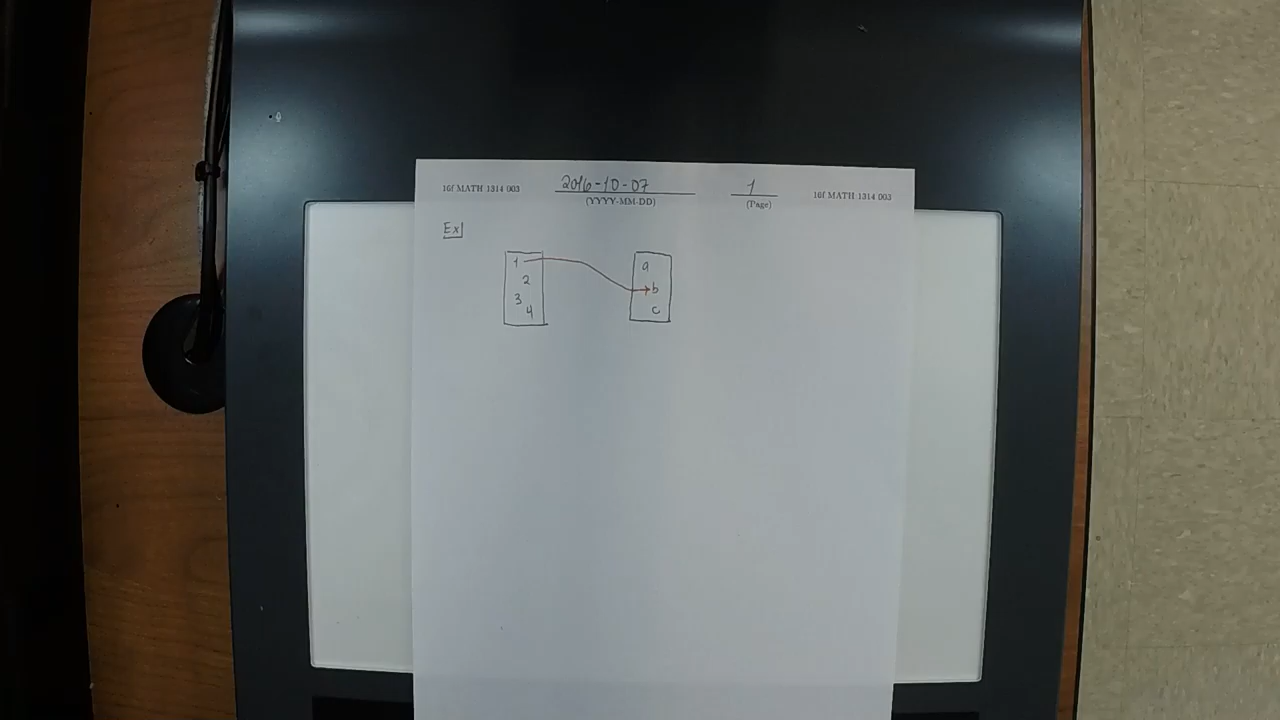 16f MATH 1314 003 2016-10-07 1 16f MATH 1314 003
(YYYY-MM-DD) (Page)
Ex
1 a
2 b
3 c
4